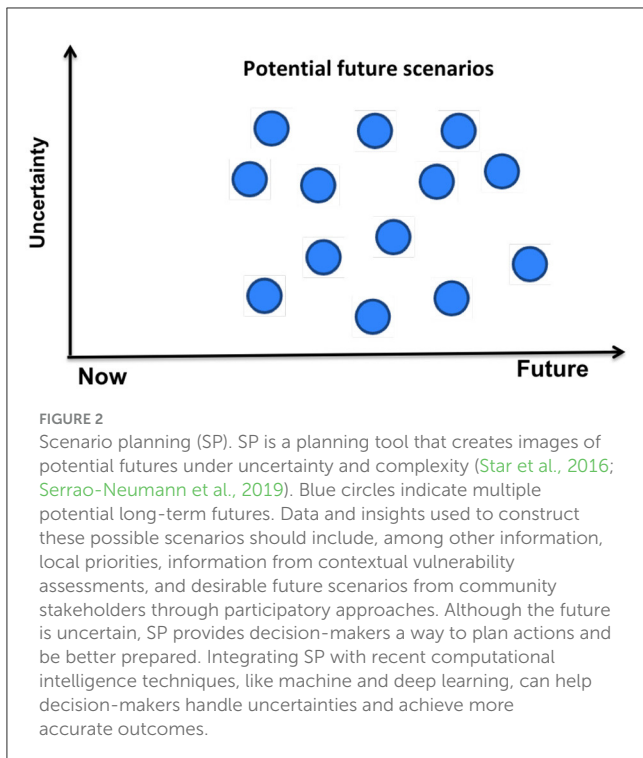 Potential future scenarios
Uncertainty
Now
Future
FIGURE 2
Scenario planning (SP). SP is a planning tool that creates images of
potential futures under uncertainty and complexity (Star et al., 2016;
Serrao-Neumann et al., 2019). Blue circles indicate multiple
potential long-term futures. Data and insights used to construct
these possible scenarios should include, among other information,
local priorities, information from contextual vulnerability
assessments, and desirable future scenarios from community
stakeholders through participatory approaches. Although the future
is uncertain, SP provides decision-makers a way to plan actions and
be better prepared. Integrating SP with recent computational
intelligence techniques, like machine and deep learning, can help
decision-makers handle uncertainties and achieve more
accurate outcomes.